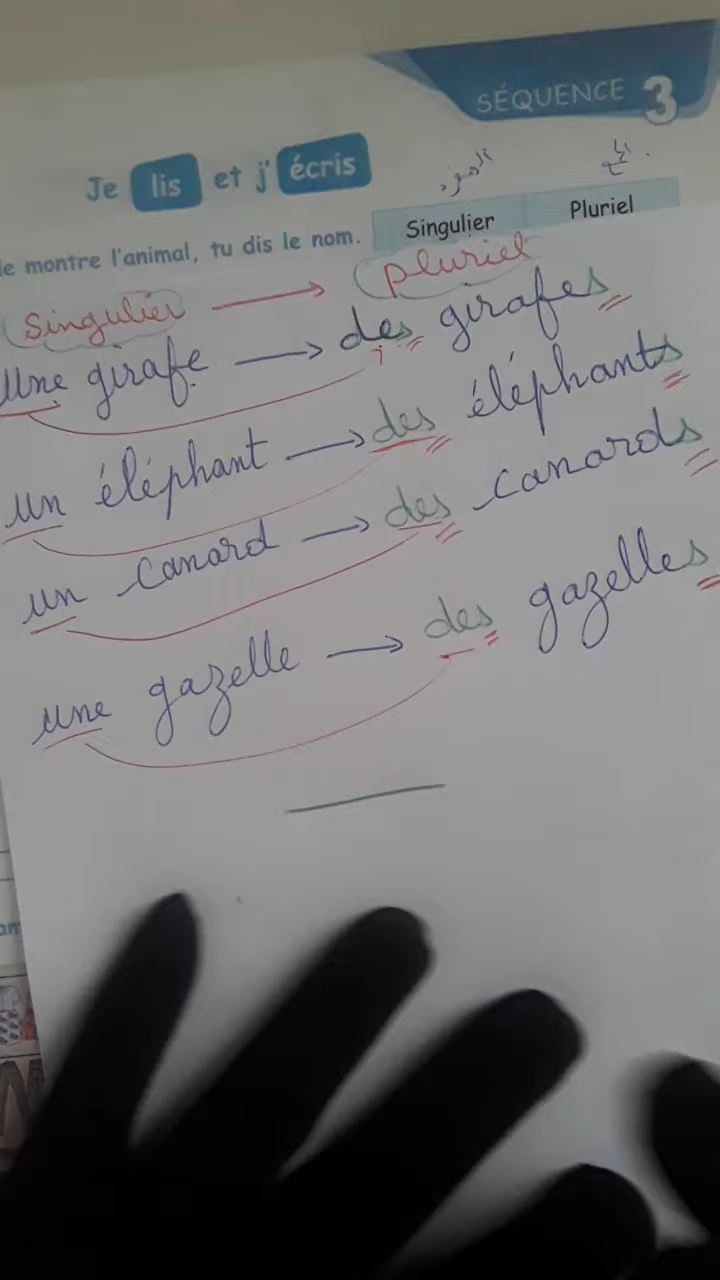 SÉQUENCE 3
Je lis et j'écris
المفرد الجمع
Singulier Pluriel
Je montre l'animal, tu dis le nom.
Singulier → pluriel
une girafe → des girafes
un éléphant → des éléphants
un canard → des canards
une gazelle → des gazelles